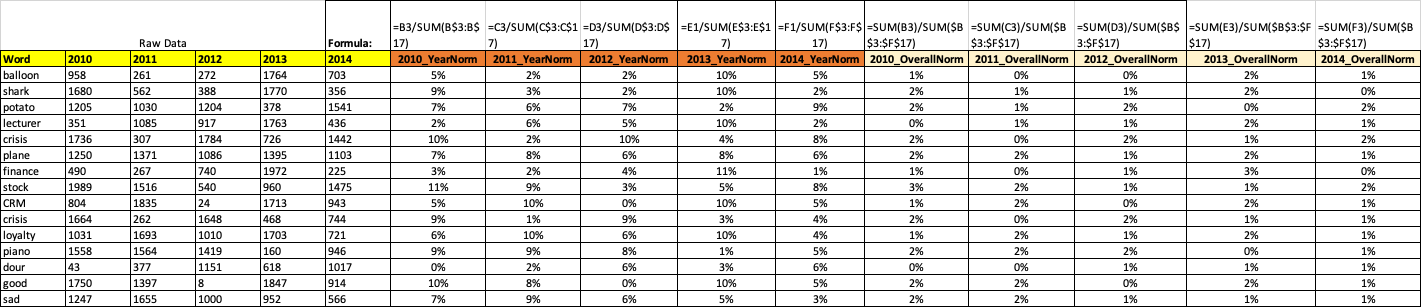 =B3/SUM(B$3:B$17) =C3/SUM(C$3:C$17) =D3/SUM(D$3:D$17) =E1/SUM(E$3:E$17) =F1/SUM(F$3:F$17) =SUM(B3)/SUM($B$3:$F$17) =SUM(C3)/SUM($B$3:$F$17) =SUM(D3)/SUM($B$3:$F$17) =SUM(E3)/SUM($B$3:$F$17) =SUM(F3)/SUM($B$3:$F$17)
Raw Data Formula:
Word 2010 2011 2012 2013 2014 2010_YearNorm 2011_YearNorm 2012_YearNorm 2013_YearNorm 2014_YearNorm 2010_OverallNorm 2011_OverallNorm 2012_OverallNorm 2013_OverallNorm 2014_OverallNorm
balloon 958 261 272 1764 703 5% 2% 2% 10% 5% 1% 0% 0% 2% 1%
shark 1680 562 388 1770 356 9% 3% 2% 10% 2% 2% 1% 1% 2% 0%
potato 1205 1030 1204 378 1541 7% 6% 7% 2% 9% 2% 1% 2% 0% 2%
lecturer 351 1085 917 1763 436 2% 6% 5% 10% 2% 0% 1% 1% 2% 1%
crisis 1736 307 1784 726 1442 10% 2% 10% 4% 8% 2% 0% 2% 1% 2%
plane 1250 1371 1086 1395 1103 7% 8% 6% 8% 6% 2% 2% 1% 2% 1%
finance 490 267 740 1972 225 3% 2% 4% 11% 1% 1% 0% 1% 3% 0%
stock 1989 1516 540 960 1475 11% 9% 3% 5% 8% 3% 2% 1% 1% 2%
CRM 804 1835 24 1713 943 5% 10% 0% 10% 5% 1% 2% 0% 2% 1%
crisis 1664 262 1648 468 744 9% 1% 9% 3% 4% 2% 0% 2% 1% 1%
loyalty 1031 1693 1010 1703 721 6% 10% 6% 10% 4% 1% 2% 1% 2% 1%
piano 1558 1564 1419 160 946 9% 9% 8% 1% 5% 2% 2% 2% 0% 1%
dour 43 377 1151 618 1017 0% 2% 6% 3% 6% 0% 0% 1% 1% 1%
good 1750 1397 8 1847 914 10% 8% 0% 10% 5% 2% 2% 0% 2% 1%
sad 1247 1655 1000 952 566 7% 9% 6% 5% 3% 2% 2% 1% 1% 1%